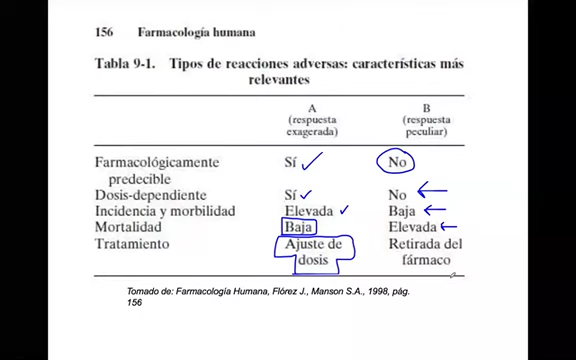 156 Farmacología humana
Tabla 9-1. Tipos de reacciones adversas: características más
relevantes
A B
(respuesta (respuesta
exagerada) peculiar)
Farmacológicamente Sí No
predecible
Dosis-dependiente Sí No
Incidencia y morbilidad Elevada Baja
Mortalidad Baja Elevada
Tratamiento Ajuste de Retirada del
dosis fármaco
Tomado de: Farmacología Humana, Flórez J., Manson S.A., 1998, pág.
156